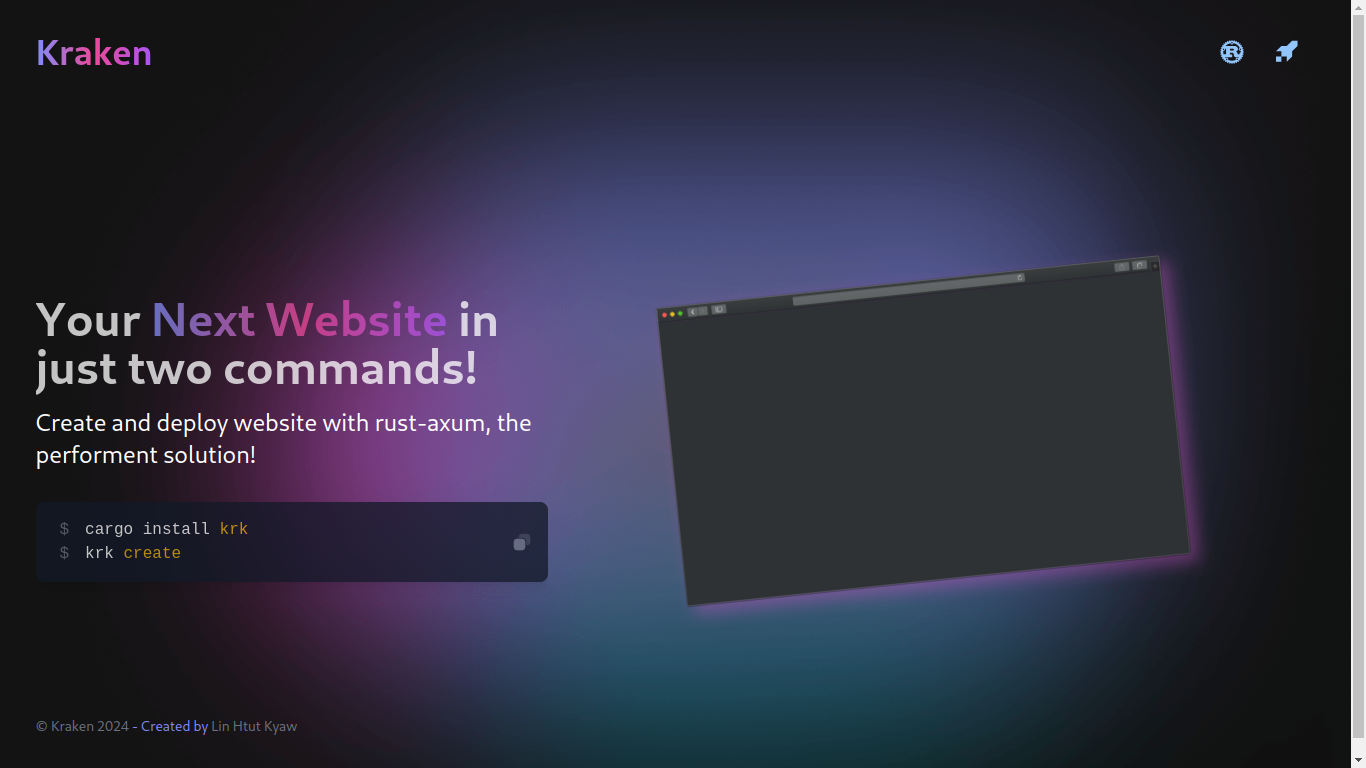 Kraken
Your Next Website in
just two commands!
Create and deploy website with rust-axum, the
performent solution!
$ cargo install krk
$ krk create
© Kraken 2024 - Created by Lin Htut Kyaw